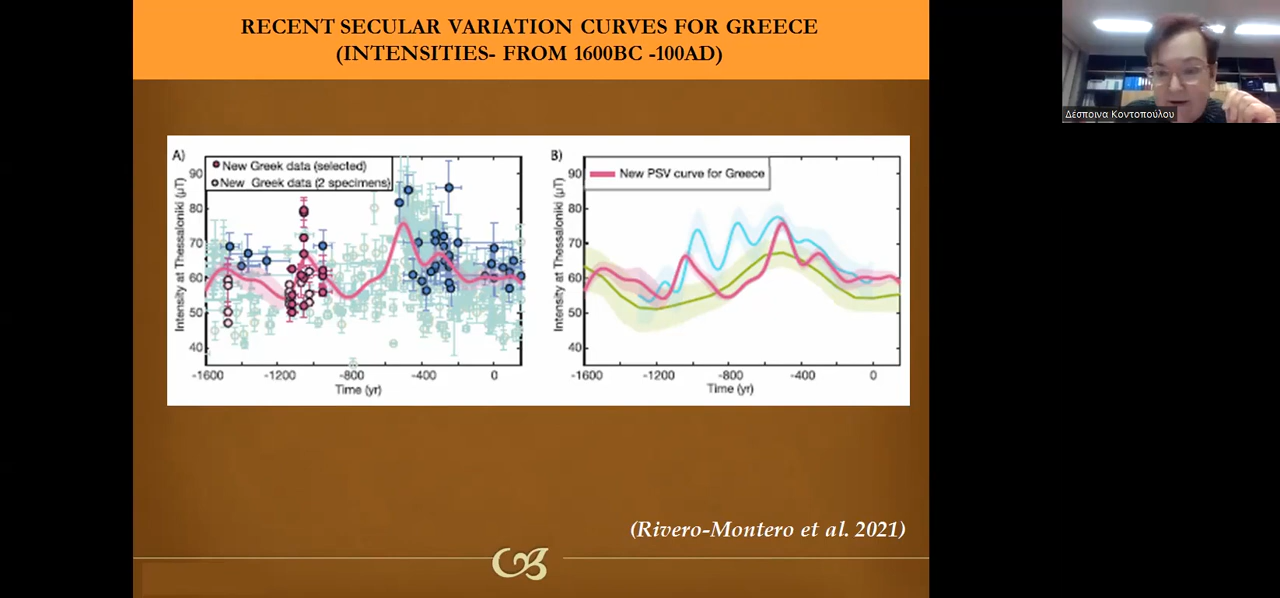 RECENT SECULAR VARIATION CURVES FOR GREECE
(INTENSITIES- FROM 1600BC -100AD)
Δέσποινα Κοντοπούλου
A)
New Greek data (selected)
New Greek data (2 specimens)
Intensity at Thessaloniki (μT)
90
80
70
60
50
40
-1600
-1200
-800
-400
0
Time (yr)
B)
New PSV curve for Greece
Intensity at Thessaloniki (μT)
90
80
70
60
50
40
-1600
-1200
-800
-400
0
Time (yr)
(Rivero-Montero et al. 2021)